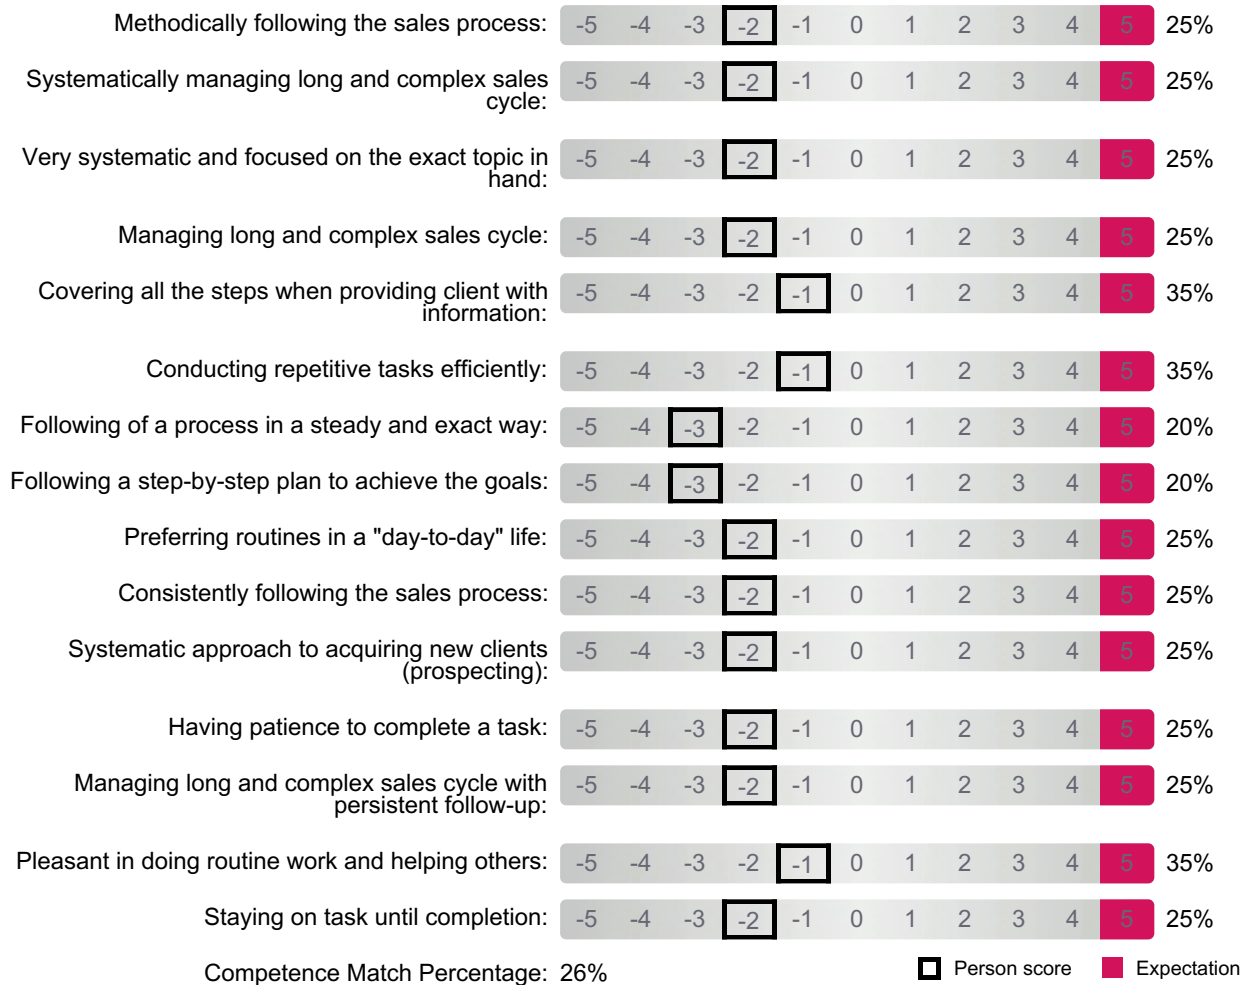 Methodically following the sales process: -5 -4 -3 -2 -1 0 1 2 3 4 5 25%
Systematically managing long and complex sales
cycle: -5 -4 -3 -2 -1 0 1 2 3 4 5 25%
Very systematic and focused on the exact topic in
hand: -5 -4 -3 -2 -1 0 1 2 3 4 5 25%
Managing long and complex sales cycle: -5 -4 -3 -2 -1 0 1 2 3 4 5 25%
Covering all the steps when providing client with
information: -5 -4 -3 -2 -1 0 1 2 3 4 5 35%
Conducting repetitive tasks efficiently: -5 -4 -3 -2 -1 0 1 2 3 4 5 35%
Following of a process in a steady and exact way: -5 -4 -3 -2 -1 0 1 2 3 4 5 20%
Following a step-by-step plan to achieve the goals: -5 -4 -3 -2 -1 0 1 2 3 4 5 20%
Preferring routines in a "day-to-day" life: -5 -4 -3 -2 -1 0 1 2 3 4 5 25%
Consistently following the sales process: -5 -4 -3 -2 -1 0 1 2 3 4 5 25%
Systematic approach to acquiring new clients
(prospecting): -5 -4 -3 -2 -1 0 1 2 3 4 5 25%
Having patience to complete a task: -5 -4 -3 -2 -1 0 1 2 3 4 5 25%
Managing long and complex sales cycle with
persistent follow-up: -5 -4 -3 -2 -1 0 1 2 3 4 5 25%
Pleasant in doing routine work and helping others: -5 -4 -3 -2 -1 0 1 2 3 4 5 35%
Staying on task until completion: -5 -4 -3 -2 -1 0 1 2 3 4 5 25%
Competence Match Percentage: 26% Person score Expectation